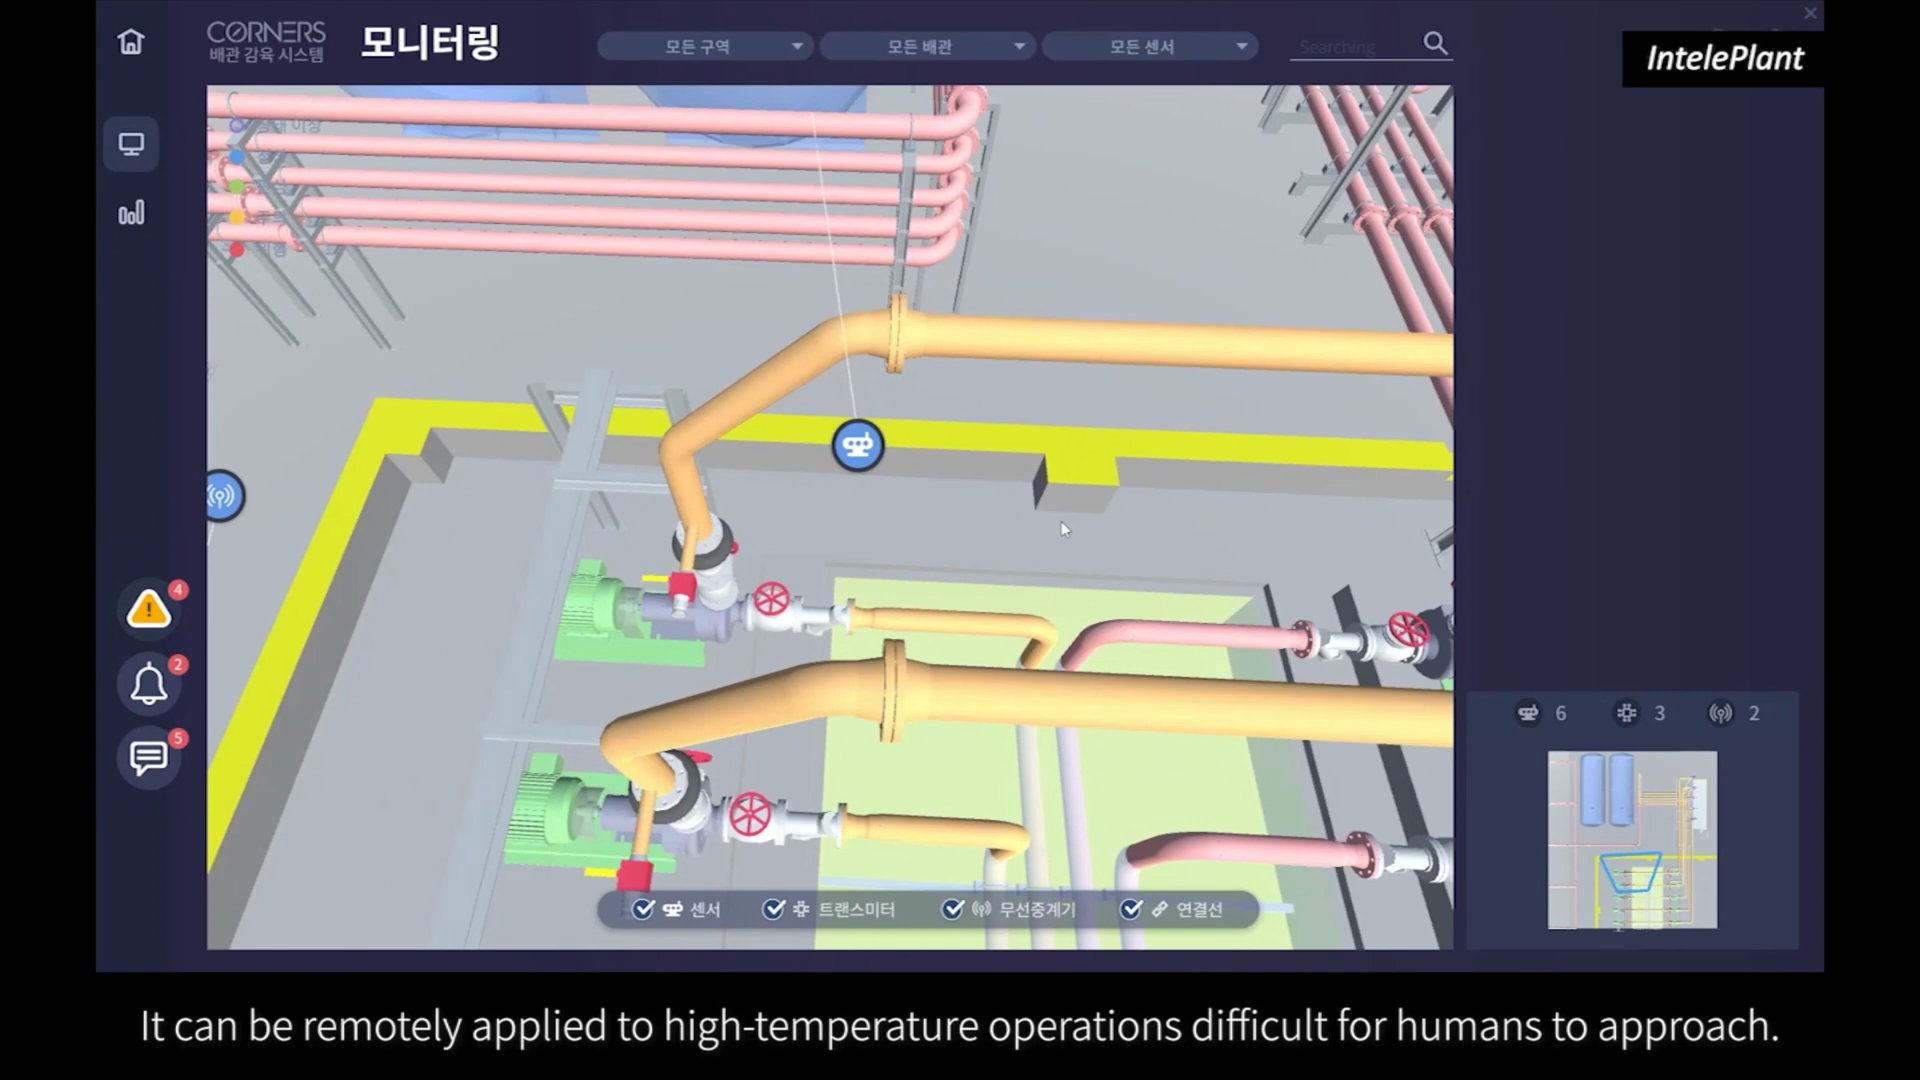 CORNERS
배관 감육 시스템
모니터링
모든 구역
모든 배관
모든 센서
Searching
IntelePlant
4
2
5
6
3
2
센서
트랜스미터
무선중계기
연결선
It can be remotely applied to high-temperature operations difficult for humans to approach.